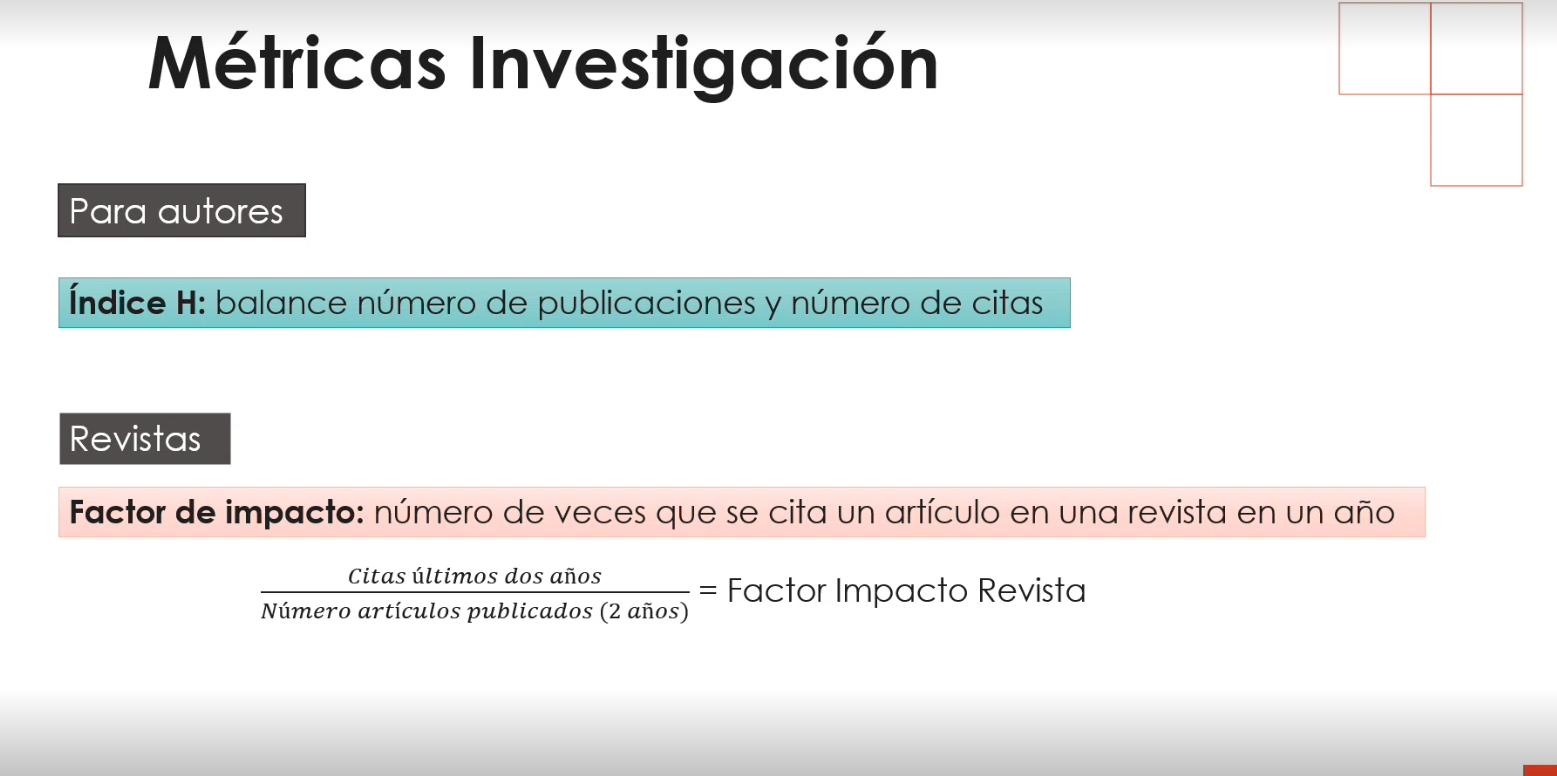 Métricas Investigación
Para autores
Índice H: balance número de publicaciones y número de citas
Revistas
Factor de impacto: número de veces que se cita un artículo en una revista en un año
Citas últimos dos años
Número artículos publicados (2 años)
= Factor Impacto Revista